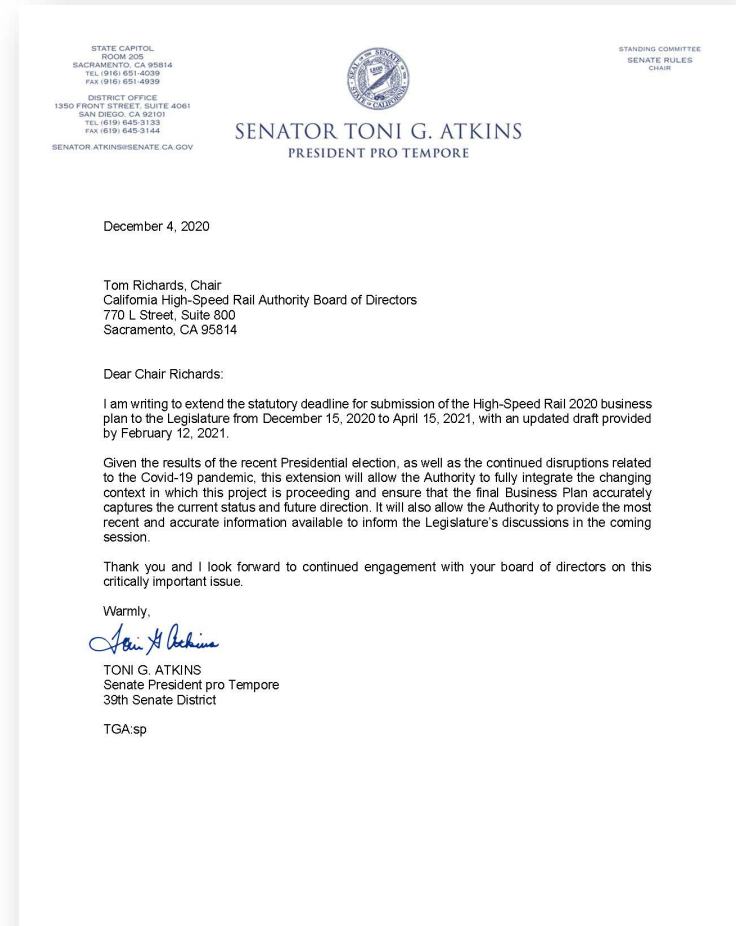 STATE CAPITOL
ROOM 205
SACRAMENTO, CA 95814
TEL (916) 651-4039
FAX (916) 651-4939
DISTRICT OFFICE
1350 FRONT STREET, SUITE 4061
SAN DIEGO, CA 92101
TEL (619) 645-3133
FAX (619) 645-3144
SENATOR.ATKINS@SENATE.CA.GOV
SENATOR TONI G. ATKINS
PRESIDENT PRO TEMPORE
STANDING COMMITTEE
SENATE RULES
CHAIR
December 4, 2020
Tom Richards, Chair
California High-Speed Rail Authority Board of Directors
770 L Street, Suite 800
Sacramento, CA 95814
Dear Chair Richards:
I am writing to extend the statutory deadline for submission of the High-Speed Rail 2020 business
plan to the Legislature from December 15, 2020 to April 15, 2021, with an updated draft provided
by February 12, 2021.
Given the results of the recent Presidential election, as well as the continued disruptions related
to the Covid-19 pandemic, this extension will allow the Authority to fully integrate the changing
context in which this project is proceeding and ensure that the final Business Plan accurately
captures the current status and future direction. It will also allow the Authority to provide the most
recent and accurate information available to inform the Legislature's discussions in the coming
session.
Thank you and I look forward to continued engagement with your board of directors on this
critically important issue.
Warmly,
Toni G Atkins
TONI G. ATKINS
Senate President pro Tempore
39th Senate District
TGA:sp